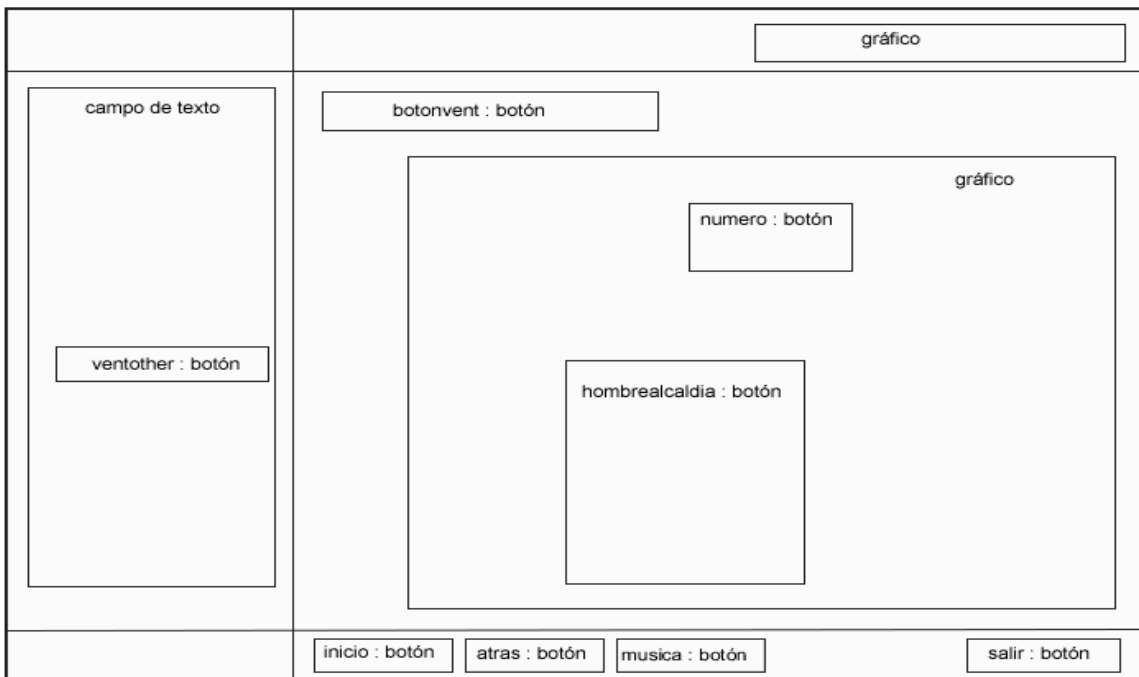 gráfico
campo de texto
botonvent : botón
gráfico
numero : botón
ventother : botón
hombrealcaldia : botón
inicio : botón
atras : botón
musica : botón
salir : botón